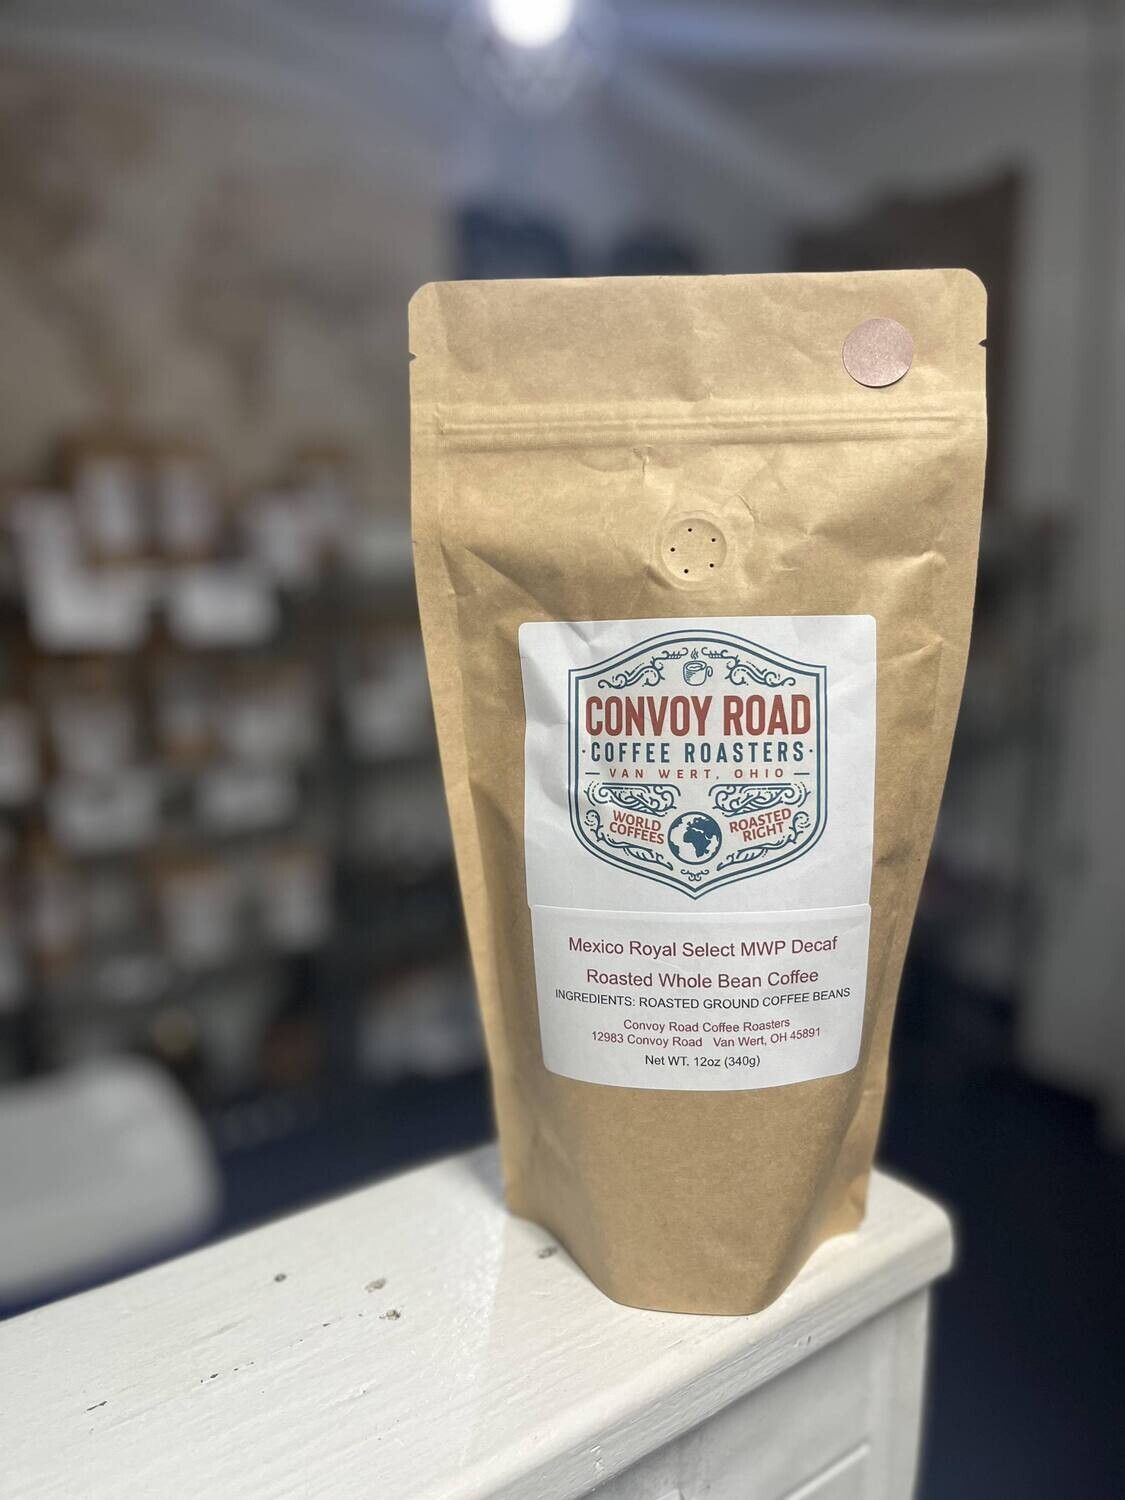 CONVOY ROAD
· COFFEE ROASTERS ·
— VAN WERT, OHIO —
WORLD
COFFEES
ROASTED
RIGHT
Mexico Royal Select MWP Decaf
Roasted Whole Bean Coffee
INGREDIENTS: ROASTED GROUND COFFEE BEANS
Convoy Road Coffee Roasters
12983 Convoy Road Van Wert, OH 45891
Net WT. 12oz (340g)